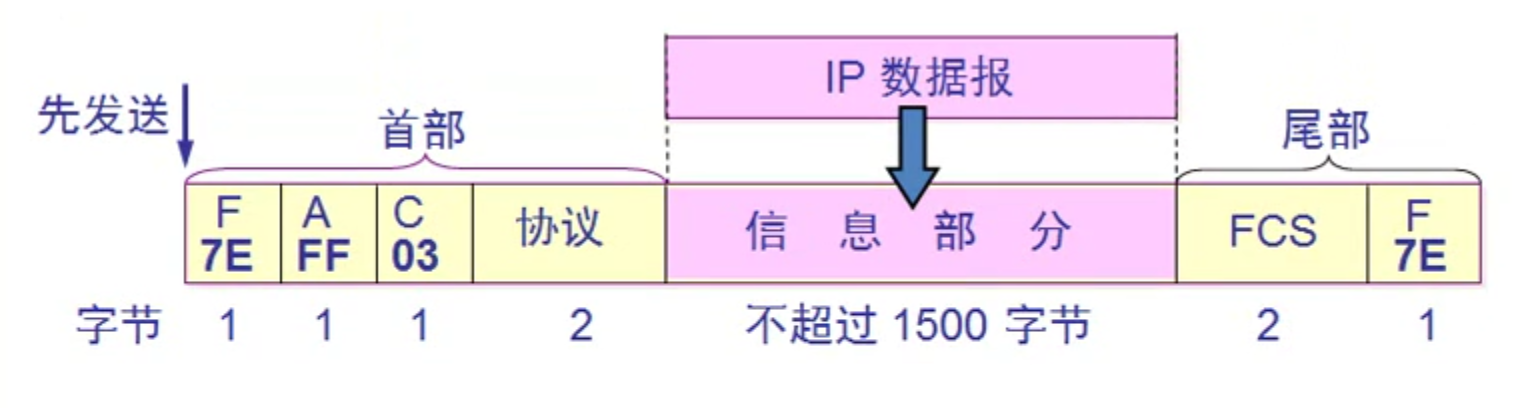 IP 数据报
先发送
首部
尾部
F A C 协议 信息部分 FCS F
7E FF 03 7E
字节 1 1 1 2 不超过 1500 字节 2 1